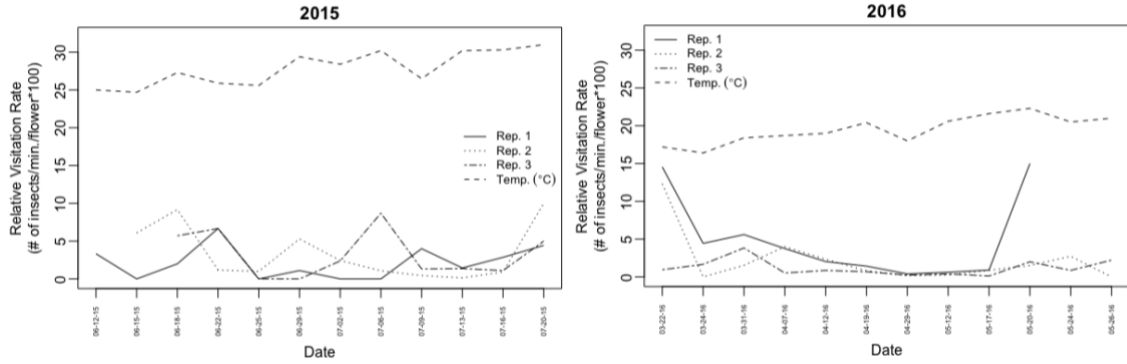 2015
Relative Visitation Rate
(# of insects/min./flower*100)
30
25
20
15
10
5
0
Rep. 1
Rep. 2
Rep. 3
Temp. (°C)
06-12-15
06-15-15
06-18-15
06-22-15
06-25-15
06-29-15
07-02-15
07-06-15
07-09-15
07-13-15
07-16-15
07-20-15
Date
2016
Relative Visitation Rate
(# of insects/min./flower*100)
30
25
20
15
10
5
0
Rep. 1
Rep. 2
Rep. 3
Temp. (°C)
03-22-16
03-24-16
03-31-16
04-07-16
04-12-16
04-19-16
04-29-16
05-12-16
05-17-16
05-20-16
05-24-16
05-26-16
Date